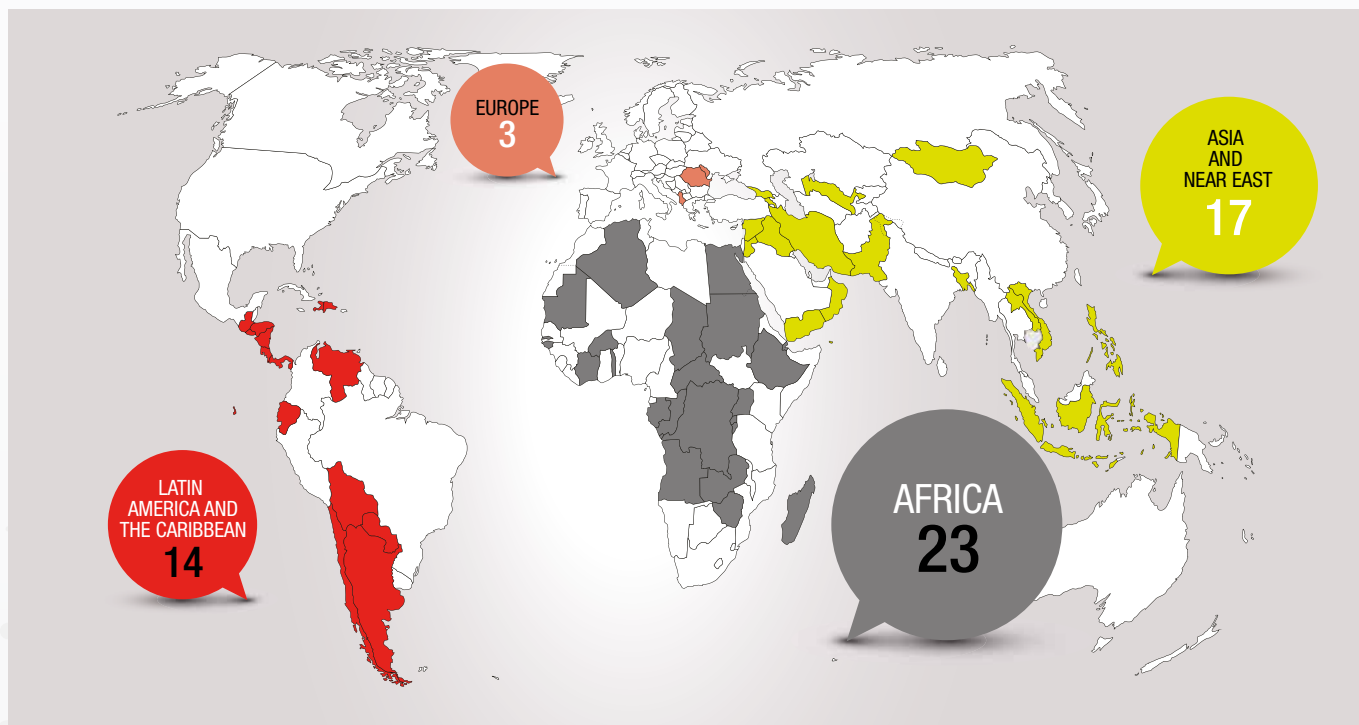 EUROPE
3
ASIA
AND
NEAR EAST
17
LATIN
AMERICA AND
THE CARIBBEAN
14
AFRICA
23